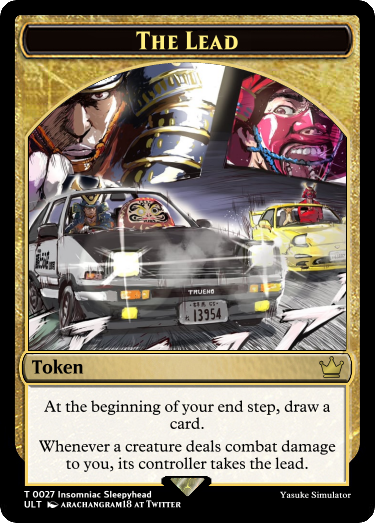 THE LEAD
TRUENO
13954
Token
At the beginning of your end step, draw a
card.
Whenever a creature deals combat damage
to you, its controller takes the lead.
T 0027 Insomniac Sleepyhead
Yasuke Simulator
ULT ARACHANGRAM18 AT TWITTER